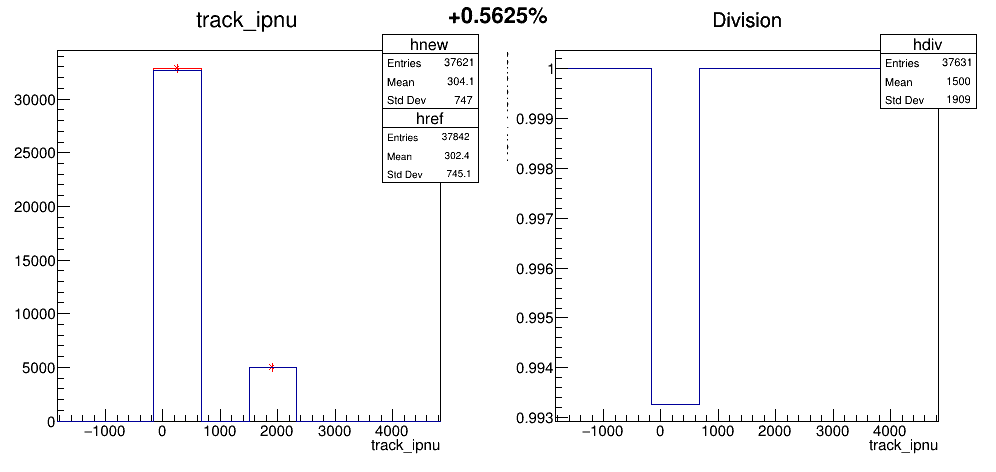 track_ipnu
+0.5625%
Division
hnew
Entries 37621
Mean 304.1
Std Dev 747
href
Entries 37842
Mean 302.4
Std Dev 745.1
30000
25000
20000
15000
10000
5000
0
−1000 0 1000 2000 3000 4000
track_ipnu
hdiv
Entries 37631
Mean 1500
Std Dev 1909
1
0.999
0.998
0.997
0.996
0.995
0.994
0.993
−1000 0 1000 2000 3000 4000
track_ipnu